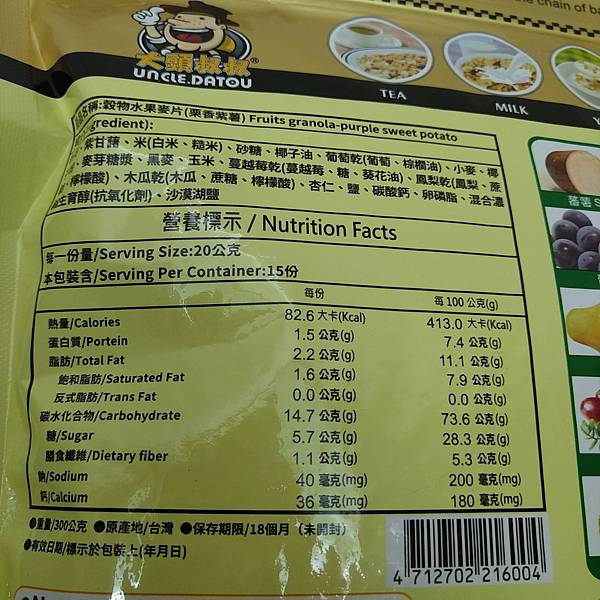 the chain of ba
大頭叔叔®
UNCLE.DATOU
TEA
MILK
Y
名稱:穀物水果麥片(栗香紫薯) Fruits granola-purple sweet potato
redient):
紫甘藷、米(白米、糙米)、砂糖、椰子油、葡萄乾(葡萄、棕櫚油)、小麥、椰
、麥芽糖漿、黑麥、玉米、蔓越莓乾(蔓越莓、糖、葵花油)、鳳梨乾(鳳梨、蔗
、檸檬酸)、木瓜乾(木瓜、蔗糖、檸檬酸)、杏仁、鹽、碳酸鈣、卵磷脂、混合濃
生育醇(抗氧化劑)、沙漠湖鹽
營養標示 / Nutrition Facts
每一份量/Serving Size:20公克
本包裝含/Serving Per Container:15份
每份 每 100 公克(g)
熱量/Calories 82.6 大卡(Kcal) 413.0 大卡(Kcal)
蛋白質/Portein 1.5 公克(g) 7.4 公克(g)
脂肪/Total Fat 2.2 公克(g) 11.1 公克(g)
飽和脂肪/Saturated Fat 1.6 公克(g) 7.9 公克(g)
反式脂肪/Trans Fat 0.0 公克(g) 0.0 公克(g)
碳水化合物/Carbohydrate 14.7 公克(g) 73.6 公克(g)
糖/Sugar 5.7 公克(g) 28.3 公克(g)
膳食纖維/Dietary fiber 1.1 公克(g) 5.3 公克(g)
鈉/Sodium 40 毫克(mg) 200 毫克(mg)
鈣/Calcium 36 毫克(mg) 180 毫克(mg)
●重量/300公克 ●原產地/台灣 ●保存期限/18個月（未開封）
●有效日期/標示於包裝上(年月日)
4 712702 216004
蕃薯 S